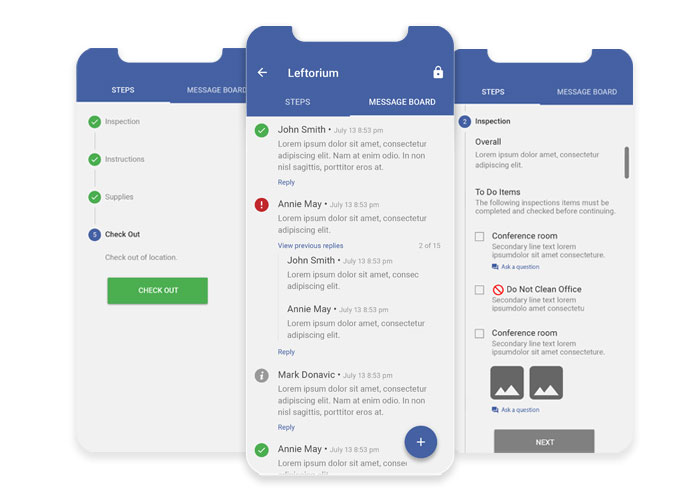 STEPS
MESSAGE BOARD
Inspection
Instructions
Supplies
5
Check Out
Check out of location.
CHECK OUT
Leftorium
STEPS
MESSAGE BOARD
John Smith • July 13 8:53 pm
Lorem ipsum dolor sit amet, consectetur
adipiscing elit. Nam at enim odio. In non
nisl sagittis, porttitor eros at.
Reply
Annie May • July 13 8:53 pm
Lorem ipsum dolor sit amet, consectetur
adipiscing elit.
View previous replies
2 of 15
John Smith • July 13 8:53 pm
Lorem ipsum dolor sit amet, consec
adipiscing elit.
Annie May • July 13 8:53 pm
Lorem ipsum dolor sit amet, consectetur
adipiscing elit.
Reply
Mark Donavic • July 13 8:53 pm
Lorem ipsum dolor sit amet, consectetur
adipiscing elit. Nam at enim odio. In non
nisl sagittis, porttitor eros at.
Reply
Annie May • July 13 8:53 pm
Lorem ipsum dolor sit amet, consectetur
STEPS
MESSAGE BOARD
2
Inspection
Overall
Lorem ipsum dolor sit amet, consectetur
adipiscing elit.
To Do Items
The following inspections items must be
completed and checked before continuing.
Conference room
Secondary line text lorem
ipsumdolor sit amet consecteture.
Ask a question
Do Not Clean Office
Secondary line text lorem
ipsumdolo amet consectetu
Conference room
Secondary line text lorem
ipsumdolor sit amet consecteture.
Ask a question
NEXT